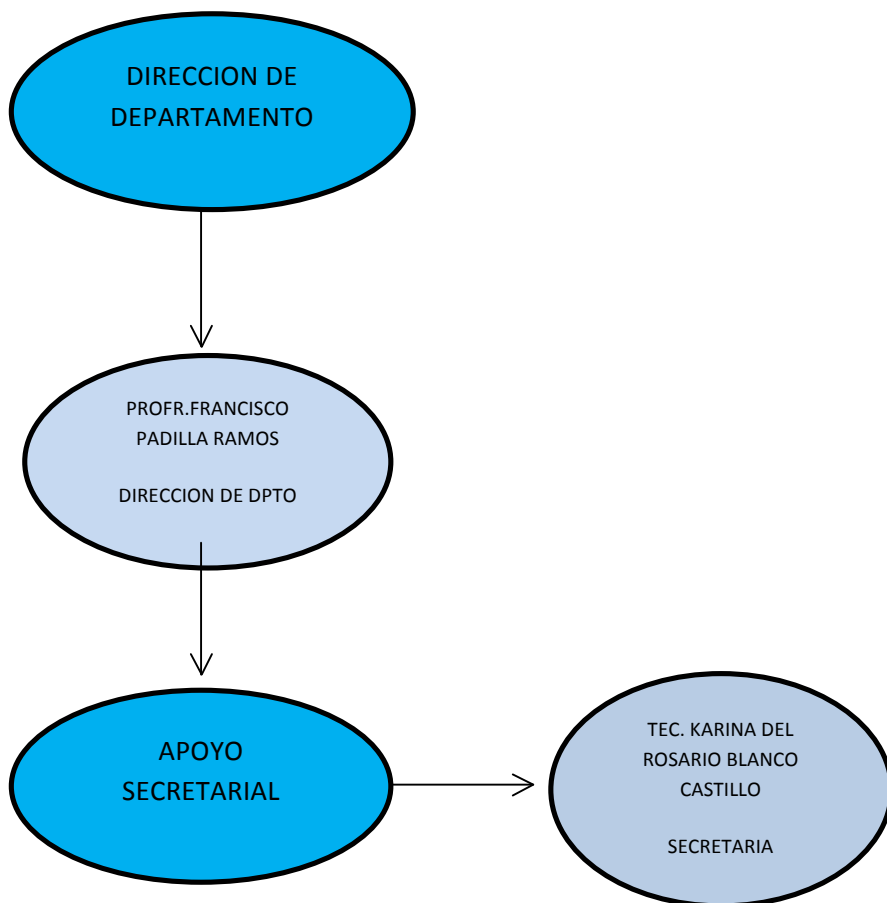 DIRECCION DE
DEPARTAMENTO
PROFR.FRANCISCO
PADILLA RAMOS
DIRECCION DE DPTO
APOYO
SECRETARIAL
TEC. KARINA DEL
ROSARIO BLANCO
CASTILLO
SECRETARIA